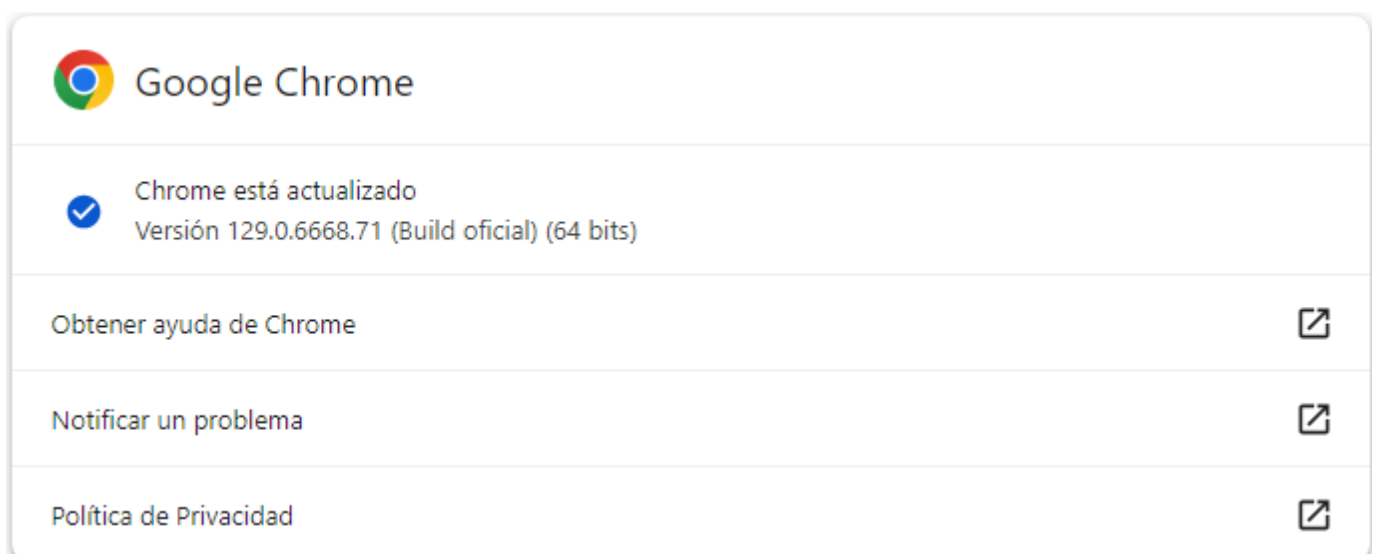 Google Chrome
Chrome está actualizado
Versión 129.0.6668.71 (Build oficial) (64 bits)
Obtener ayuda de Chrome
Notificar un problema
Política de Privacidad